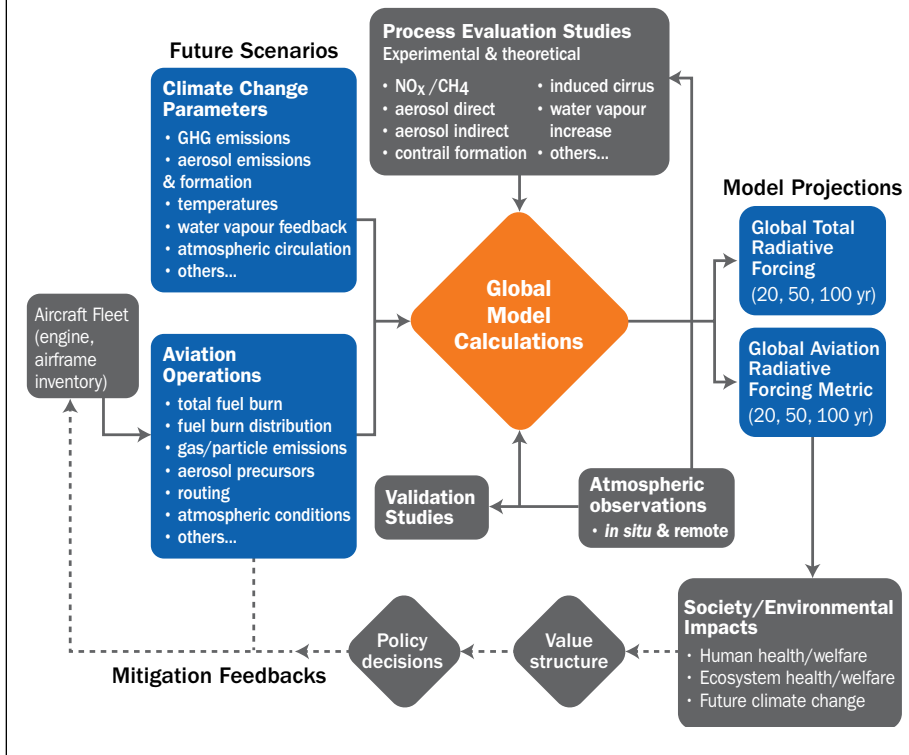 Process Evaluation Studies
Experimental & theoretical
• NOX /CH4
• aerosol direct
• aerosol indirect
• contrail formation
• induced cirrus
• water vapour
increase
• others...
Future Scenarios
Climate Change
Parameters
• GHG emissions
• aerosol emissions
& formation
• temperatures
• water vapour feedback
• atmospheric circulation
• others...
Model Projections
Global Total
Radiative
Forcing
(20, 50, 100 yr)
Global
Model
Calculations
Aircraft Fleet
(engine,
airframe
inventory)
Aviation
Operations
• total fuel burn
• fuel burn distribution
• gas/particle emissions
• aerosol precursors
• routing
• atmospheric conditions
• others...
Global Aviation
Radiative
Forcing Metric
(20, 50, 100 yr)
Validation
Studies
Atmospheric
observations
• in situ & remote
Society/Environmental
Impacts
• Human health/welfare
• Ecosystem health/welfare
• Future climate change
Value
structure
Policy
decisions
Mitigation Feedbacks